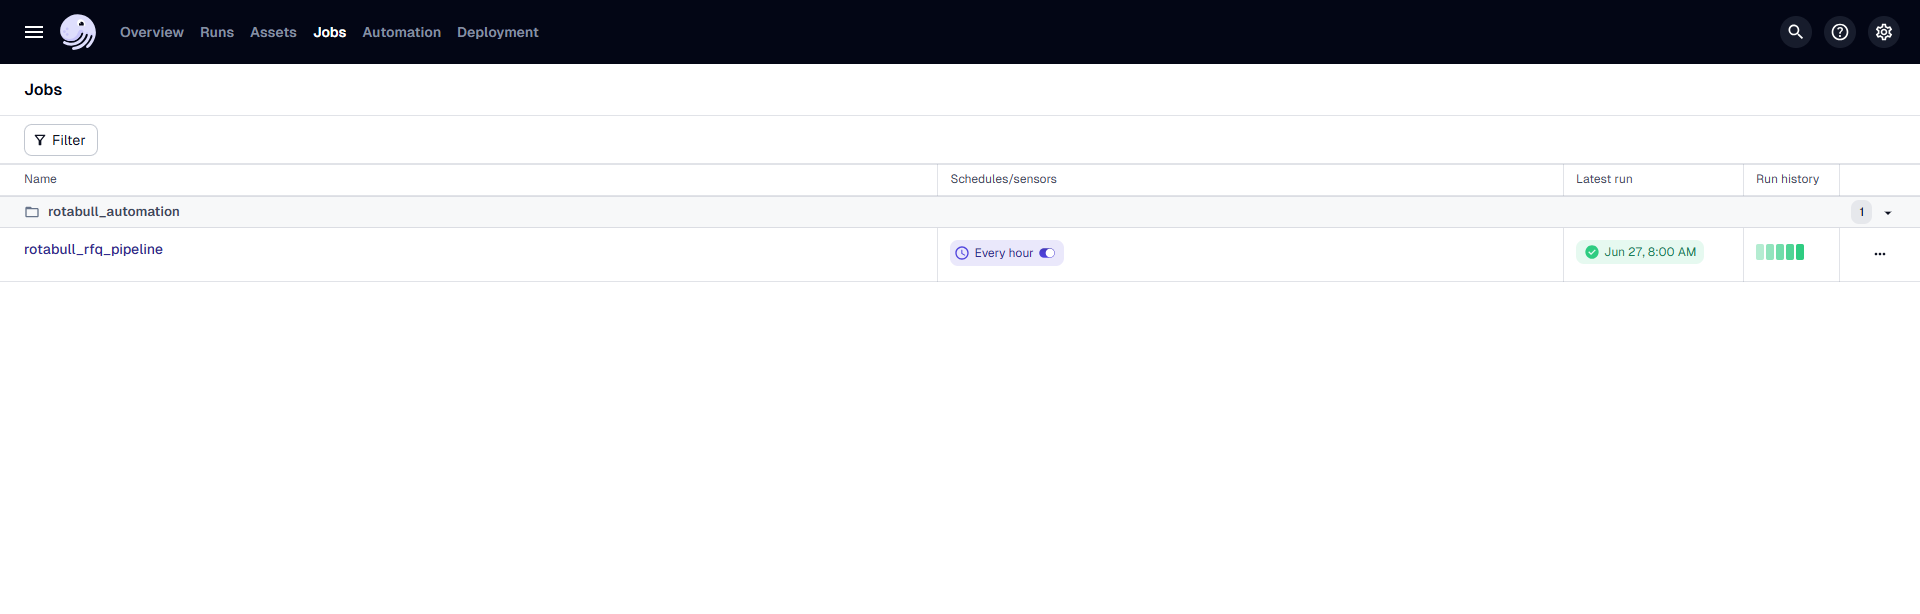 Overview Runs Assets Jobs Automation Deployment
Jobs
Filter
Name Schedules/sensors Latest run Run history
rotabull_automation 1
rotabull_rfq_pipeline Every hour Jun 27, 8:00 AM